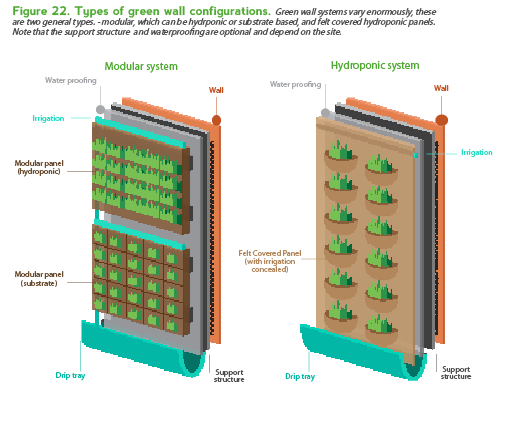 Figure 22. Types of green wall configurations. Green wall systems vary enormously, these
are two general types. - modular, which can be hydrponic or substrate based, and felt covered hydroponic panels.
Note that the support structure and waterproofing are optional and depend on the site.
Modular system
Water proofing
Wall
Irrigation
Modular panel
(hydroponic)
Modular panel
(substrate)
Drip tray
Support
structure
Hydroponic system
Water proofing
Wall
Irrigation
Felt Covered Panel
(with irrigation
concealed)
Drip tray
Support
structure